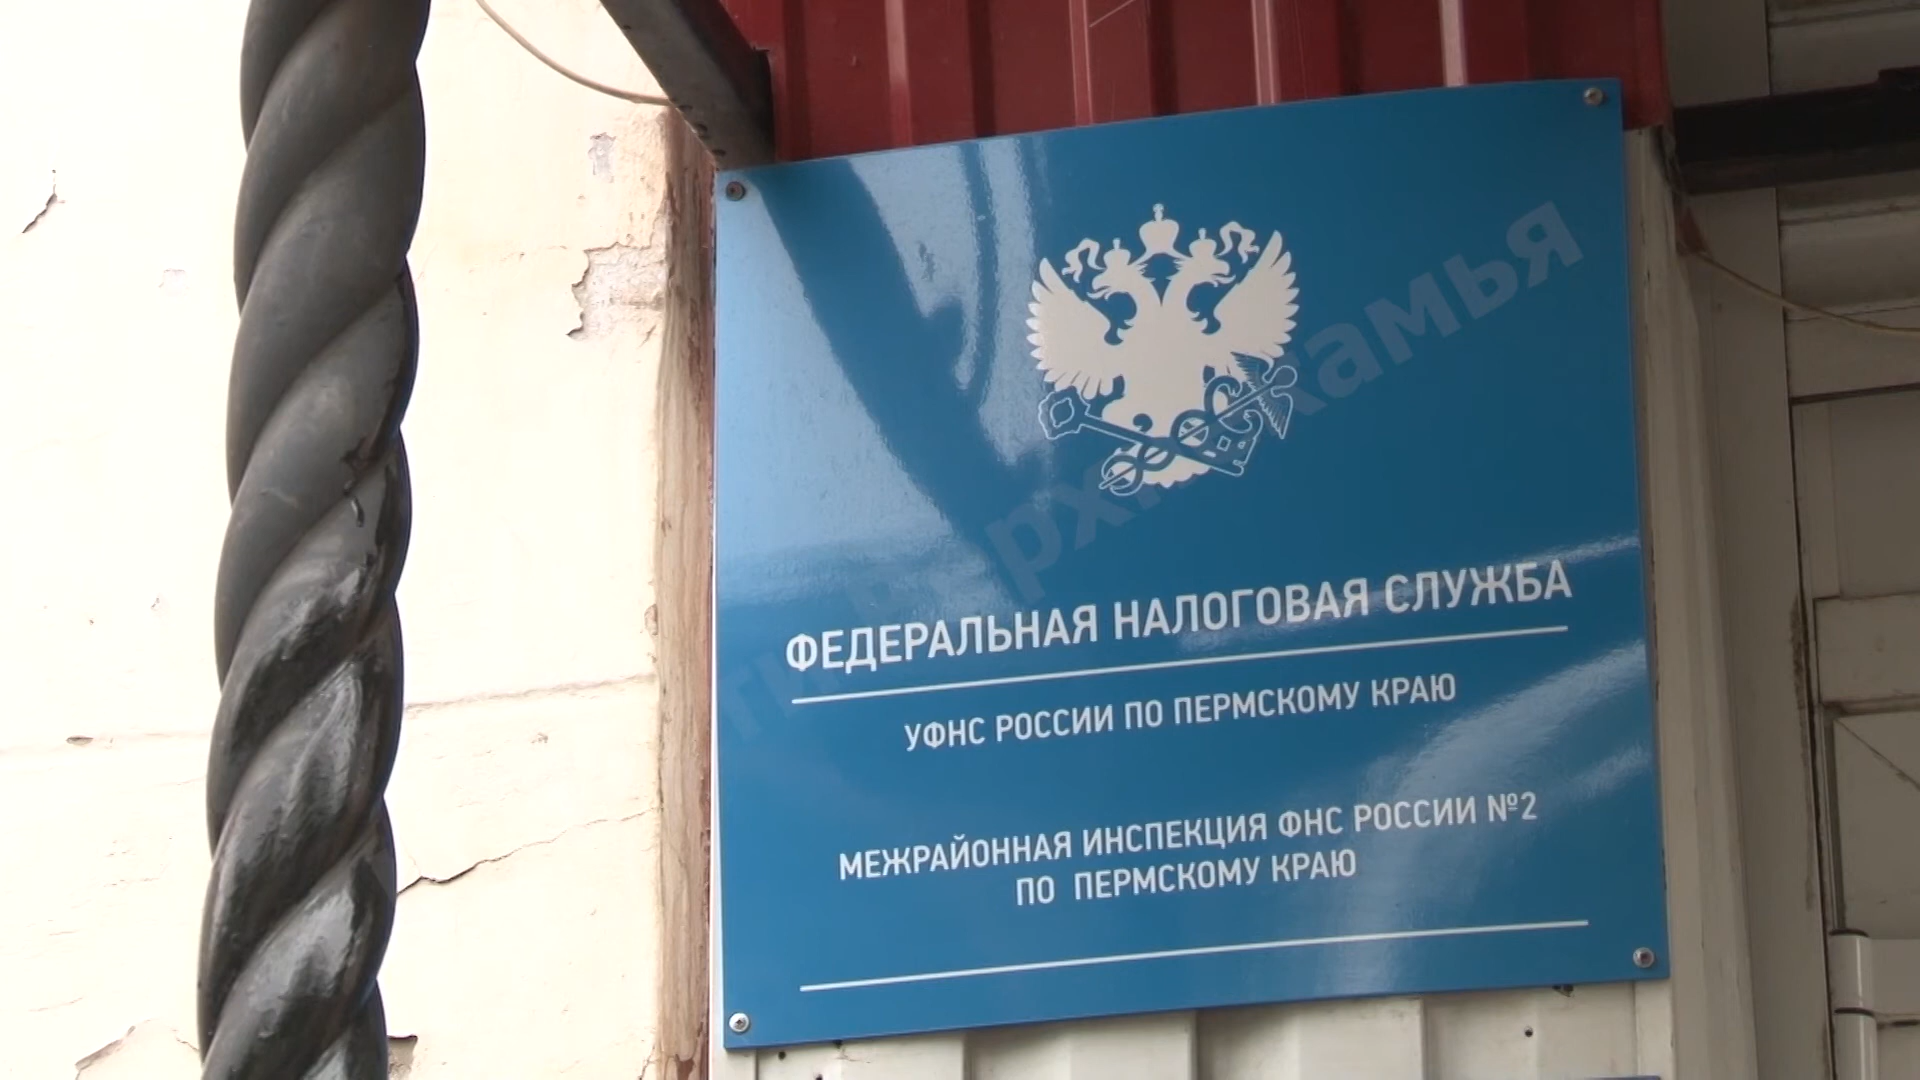 ФЕДЕРАЛЬНАЯ НАЛОГОВАЯ СЛУЖБА
УФНС РОССИИ ПО ПЕРМСКОМУ КРАЮ
МЕЖРАЙОННАЯ ИНСПЕКЦИЯ ФНС РОССИИ №2
ПО ПЕРМСКОМУ КРАЮ